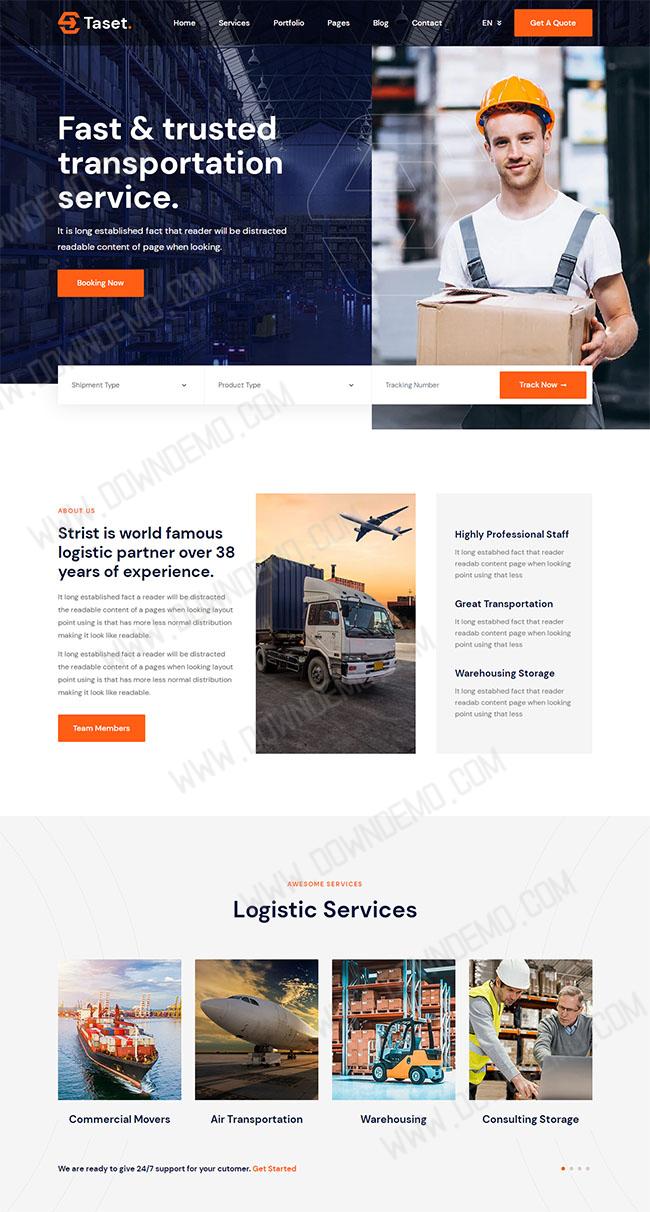 Taset.
Home
Services
Portfolio
Pages
Blog
Contact
EN
Get A Quote
Fast & trusted
transportation
service.
It is long established fact that reader will be distracted
readable content of page when looking.
Booking Now
Shipment Type
Product Type
Tracking Number
Track Now →
ABOUT US
Strist is world famous
logistic partner over 38
years of experience.
It long established fact a reader will be distracted
the readable content of a pages when looking layout
point using is that has more less normal distribution
making it look like readable.
It long established fact a reader will be distracted
the readable content of a pages when looking layout
point using is that has more less normal distribution
making it look like readable.
Team Members
Highly Professional Staff
It long estabhed fact that reader
readab content page when looking
point using that less
Great Transportation
It long estabhed fact that reader
readab content page when looking
point using that less
Warehousing Storage
It long estabhed fact that reader
readab content page when looking
point using that less
AWESOME SERVICES
Logistic Services
Commercial Movers
Air Transportation
Warehousing
Consulting Storage
We are ready to give 24/7 support for your cutomer. Get Started
WWW.DOWNDEMO.COM